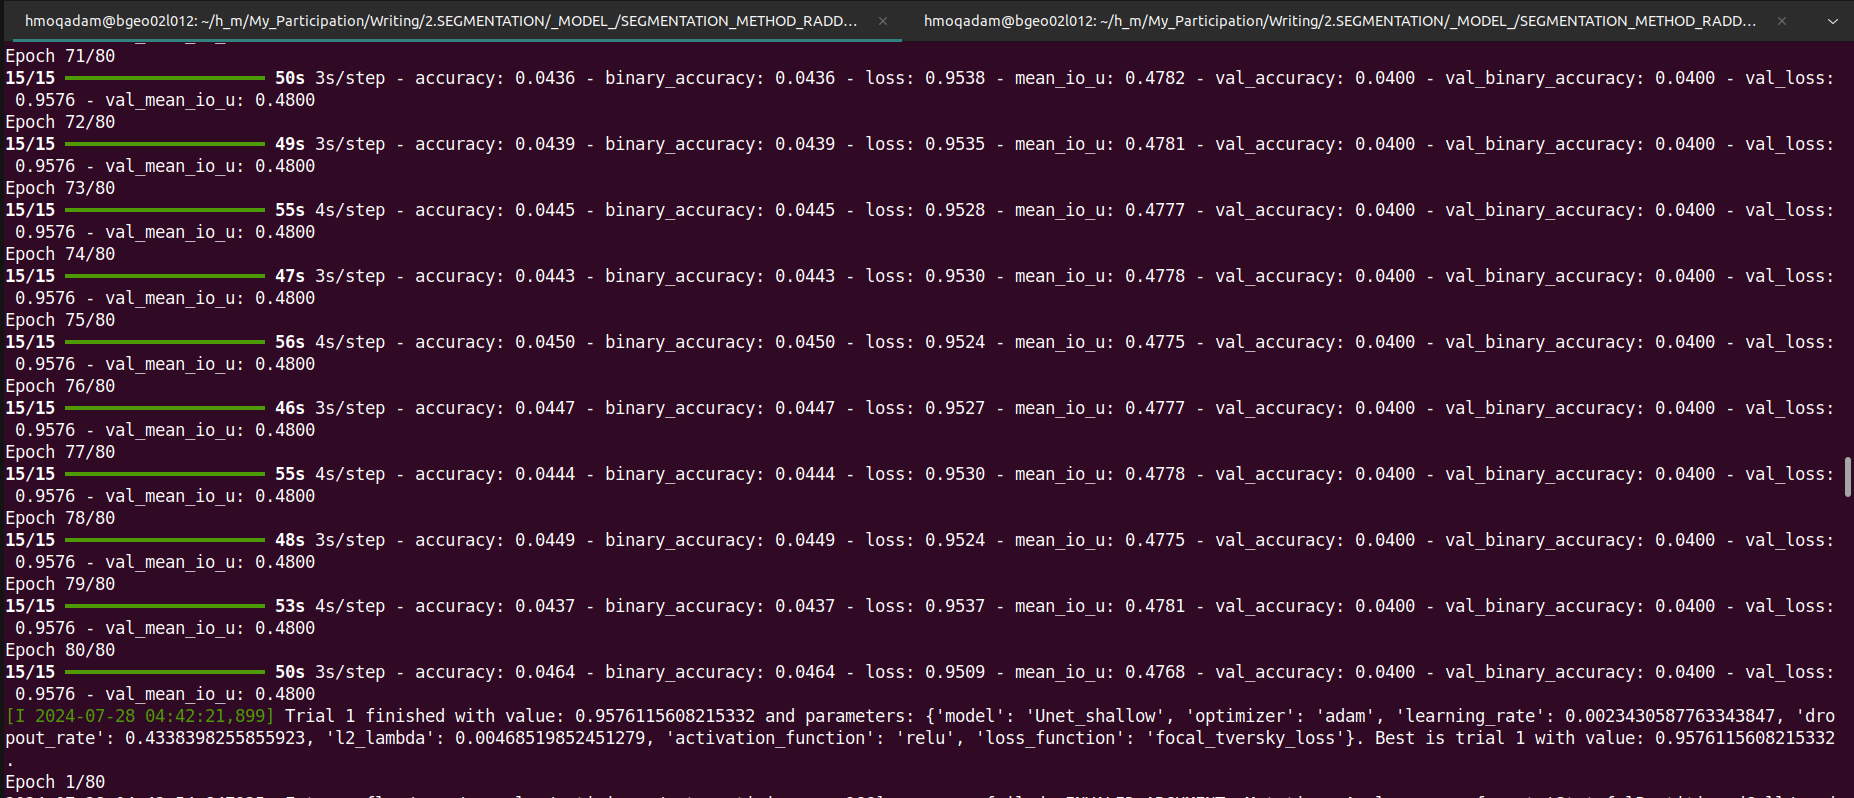 hmoqadam@bgeo02l012: ~/h_m/My_Participation/Writing/2.SEGMENTATION/_MODEL_/SEGMENTATION_METHOD_RADD... × hmoqadam@bgeo02l012: ~/h_m/My_Participation/Writing/2.SEGMENTATION/_MODEL_/SEGMENTATION_METHOD_RADD... ×
Epoch 71/80
15/15 50s 3s/step - accuracy: 0.0436 - binary_accuracy: 0.0436 - loss: 0.9538 - mean_io_u: 0.4782 - val_accuracy: 0.0400 - val_binary_accuracy: 0.0400 - val_loss:
0.9576 - val_mean_io_u: 0.4800
Epoch 72/80
15/15 49s 3s/step - accuracy: 0.0439 - binary_accuracy: 0.0439 - loss: 0.9535 - mean_io_u: 0.4781 - val_accuracy: 0.0400 - val_binary_accuracy: 0.0400 - val_loss:
0.9576 - val_mean_io_u: 0.4800
Epoch 73/80
15/15 55s 4s/step - accuracy: 0.0445 - binary_accuracy: 0.0445 - loss: 0.9528 - mean_io_u: 0.4777 - val_accuracy: 0.0400 - val_binary_accuracy: 0.0400 - val_loss:
0.9576 - val_mean_io_u: 0.4800
Epoch 74/80
15/15 47s 3s/step - accuracy: 0.0443 - binary_accuracy: 0.0443 - loss: 0.9530 - mean_io_u: 0.4778 - val_accuracy: 0.0400 - val_binary_accuracy: 0.0400 - val_loss:
0.9576 - val_mean_io_u: 0.4800
Epoch 75/80
15/15 56s 4s/step - accuracy: 0.0450 - binary_accuracy: 0.0450 - loss: 0.9524 - mean_io_u: 0.4775 - val_accuracy: 0.0400 - val_binary_accuracy: 0.0400 - val_loss:
0.9576 - val_mean_io_u: 0.4800
Epoch 76/80
15/15 46s 3s/step - accuracy: 0.0447 - binary_accuracy: 0.0447 - loss: 0.9527 - mean_io_u: 0.4777 - val_accuracy: 0.0400 - val_binary_accuracy: 0.0400 - val_loss:
0.9576 - val_mean_io_u: 0.4800
Epoch 77/80
15/15 55s 4s/step - accuracy: 0.0444 - binary_accuracy: 0.0444 - loss: 0.9530 - mean_io_u: 0.4778 - val_accuracy: 0.0400 - val_binary_accuracy: 0.0400 - val_loss:
0.9576 - val_mean_io_u: 0.4800
Epoch 78/80
15/15 48s 3s/step - accuracy: 0.0449 - binary_accuracy: 0.0449 - loss: 0.9524 - mean_io_u: 0.4775 - val_accuracy: 0.0400 - val_binary_accuracy: 0.0400 - val_loss:
0.9576 - val_mean_io_u: 0.4800
Epoch 79/80
15/15 53s 4s/step - accuracy: 0.0437 - binary_accuracy: 0.0437 - loss: 0.9537 - mean_io_u: 0.4781 - val_accuracy: 0.0400 - val_binary_accuracy: 0.0400 - val_loss:
0.9576 - val_mean_io_u: 0.4800
Epoch 80/80
15/15 50s 3s/step - accuracy: 0.0464 - binary_accuracy: 0.0464 - loss: 0.9509 - mean_io_u: 0.4768 - val_accuracy: 0.0400 - val_binary_accuracy: 0.0400 - val_loss:
0.9576 - val_mean_io_u: 0.4800
[I 2024-07-28 04:42:21,899] Trial 1 finished with value: 0.9576115608215332 and parameters: {'model': 'Unet_shallow', 'optimizer': 'adam', 'learning_rate': 0.0023430587763343847, 'dro
pout_rate': 0.4338398255855923, 'l2_lambda': 0.00468519852451279, 'activation_function': 'relu', 'loss_function': 'focal_tversky_loss'}. Best is trial 1 with value: 0.9576115608215332
.
Epoch 1/80